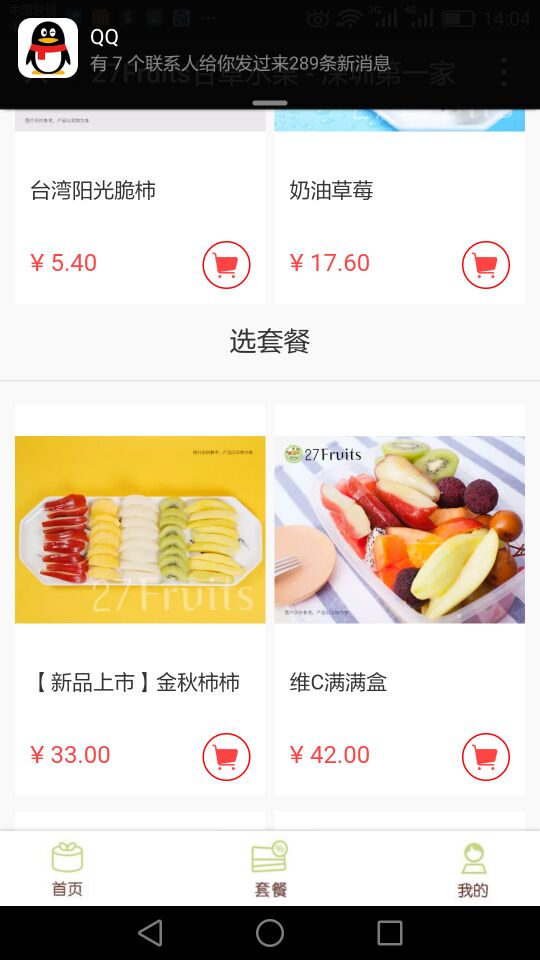 中国联通 2G 4G 14:04
QQ
有 7 个联系人给你发过来289条新消息
27Fruits百草水果 - 深圳第一家
图片仅供参考，产品以实物为准
台湾阳光脆柿 奶油草莓
¥ 5.40 ¥ 17.60
选套餐
图片仅供参考，产品以实物为准
27Fruits
27Fruits
图片仅供参考，产品以实物为准
【新品上市】金秋柿柿 维C满满盒
¥ 33.00 ¥ 42.00
首页 套餐 我的